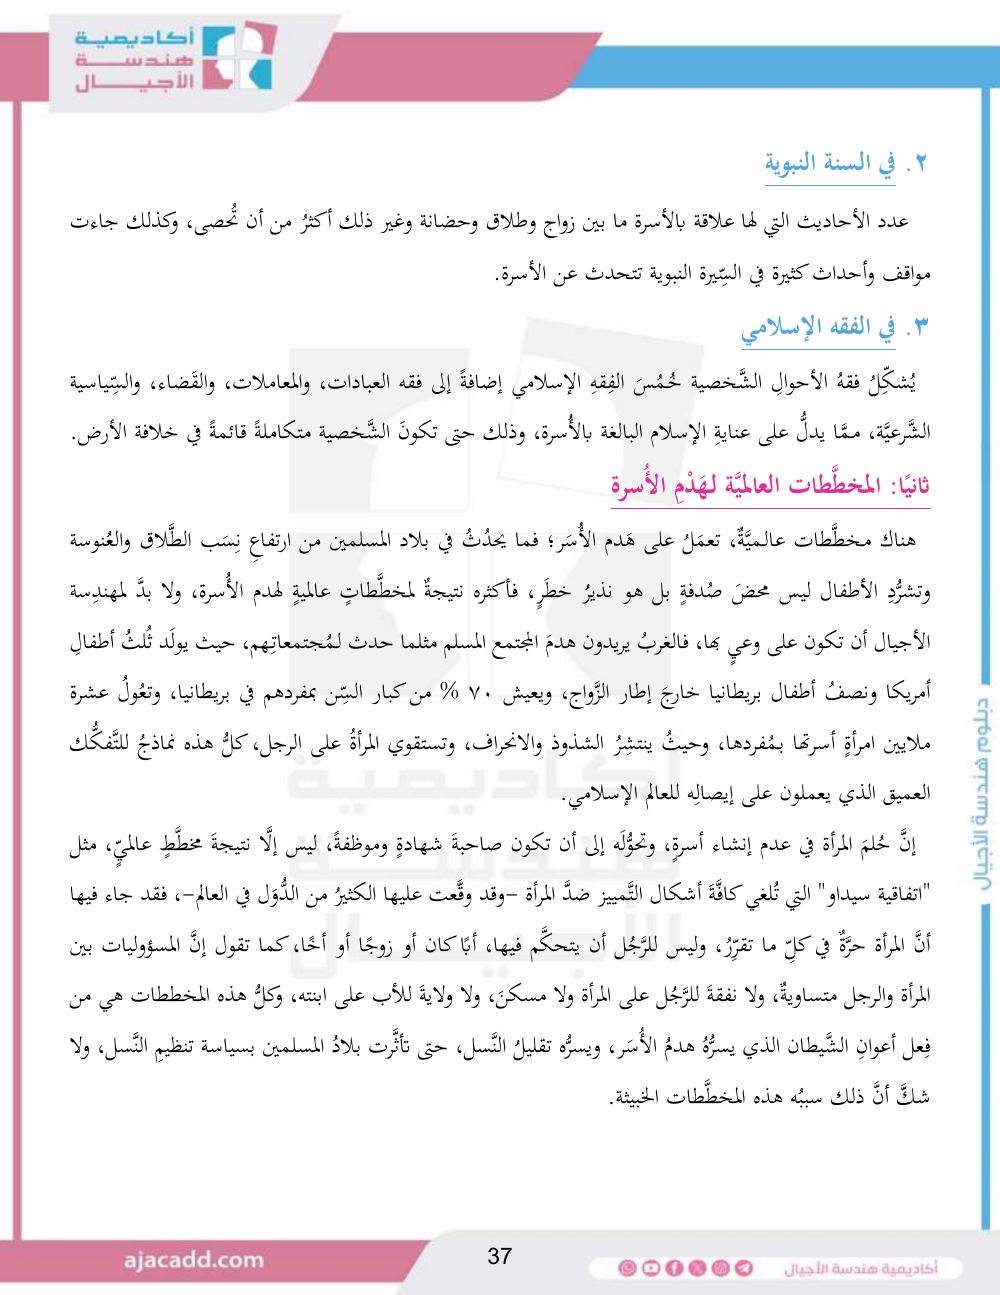 أكاديمية
هندسة
الأجيال
٢. في السنة النبوية
عدد الأحاديث التي لها علاقة بالأسرة ما بين زواج وطلاق وحضانة وغير ذلك أكثرُ من أن تُحصى، وكذلك جاءت
مواقف وأحداث كثيرة في السِّيرة النبوية تتحدث عن الأسرة.
٣. في الفقه الإسلامي
يُشكِّلُ فقهُ الأحوالِ الشَّخصية خُمُسَ الفِقهِ الإسلامي إضافةً إلى فقه العبادات، والمعاملات، والقَضاء، والسِّياسية
الشَّرعيَّة، ممَّا يدلُّ على عنايةِ الإسلام البالغة بالأُسرة، وذلك حتى تكونَ الشَّخصية متكاملةً قائمةً في خلافة الأرض.
ثانيًا: المخطَّطات العالميَّة لهَدْمِ الأُسرة
هناك مخطَّطات عالميَّةٌ، تعمَلُ على هَدم الأُسَر؛ فما يحدُثُ في بلاد المسلمين من ارتفاعِ نِسَب الطَّلاق والعُنوسة
وتشرُّدِ الأطفال ليس محضَ صُدفةٍ بل هو نذيرُ خطَرٍ، فأكثره نتيجةٌ لمخطَّطاتٍ عالميةٍ لهدم الأُسرة، ولا بدَّ لمهندِسة
الأجيال أن تكون على وعيٍ بها، فالغربُ يريدون هدمَ المجتمع المسلم مثلما حدث لمُجتمعاتِهم، حيث يولَد ثُلثُ أطفالِ
أمريكا ونصفُ أطفال بريطانيا خارجَ إطار الزَّواج، ويعيش ٧٠ % من كبار السِّن بمفردهم في بريطانيا، وتعُولُ عشرة
ملايين امرأةٍ أسرتها بمُفردها، وحيثُ ينتشِرُ الشذوذ والانحراف، وتستقوي المرأةُ على الرجل، كلُّ هذه نماذجُ للتَّفكُّك
العميق الذي يعملون على إيصالِه للعالم الإسلامي.
إنَّ حُلمَ المرأة في عدم إنشاء أسرةٍ، وتحوُّلَه إلى أن تكون صاحبةَ شهادةٍ وموظفةً، ليس إلَّا نتيجةَ مخطَّطٍ عالميٍّ، مثل
"اتفاقية سيداو" التي تُلغي كافَّةَ أشكال التَّمييز ضدَّ المرأة -وقد وقَّعت عليها الكثيرُ من الدُّوَل في العالم-، فقد جاء فيها
أنَّ المرأة حرَّةٌ في كلِّ ما تقرِّرُ، وليس للرَّجُل أن يتحكَّم فيها، أبًا كان أو زوجًا أو أخًا، كما تقول إنَّ المسؤوليات بين
المرأة والرجل متساويةٌ، ولا نفقةَ للرَّجُل على المرأة ولا مسكنَ، ولا ولايةَ للأب على ابنته، وكلُّ هذه المخططات هي من
فِعل أعوانِ الشَّيطان الذي يسرُّهُ هدمُ الأُسَر، ويسرُّه تقليلُ النَّسل، حتى تأثَّرت بلادُ المسلمين بسياسة تنظيمِ النَّسل، ولا
شكَّ أنَّ ذلك سببُه هذه المخطَّطات الخبيثة.
دبلوم هندسة الأجيال
أكاديمية
هندسة
الأجيال
ajacadd.com
37
أكاديمية هندسة الأجيال